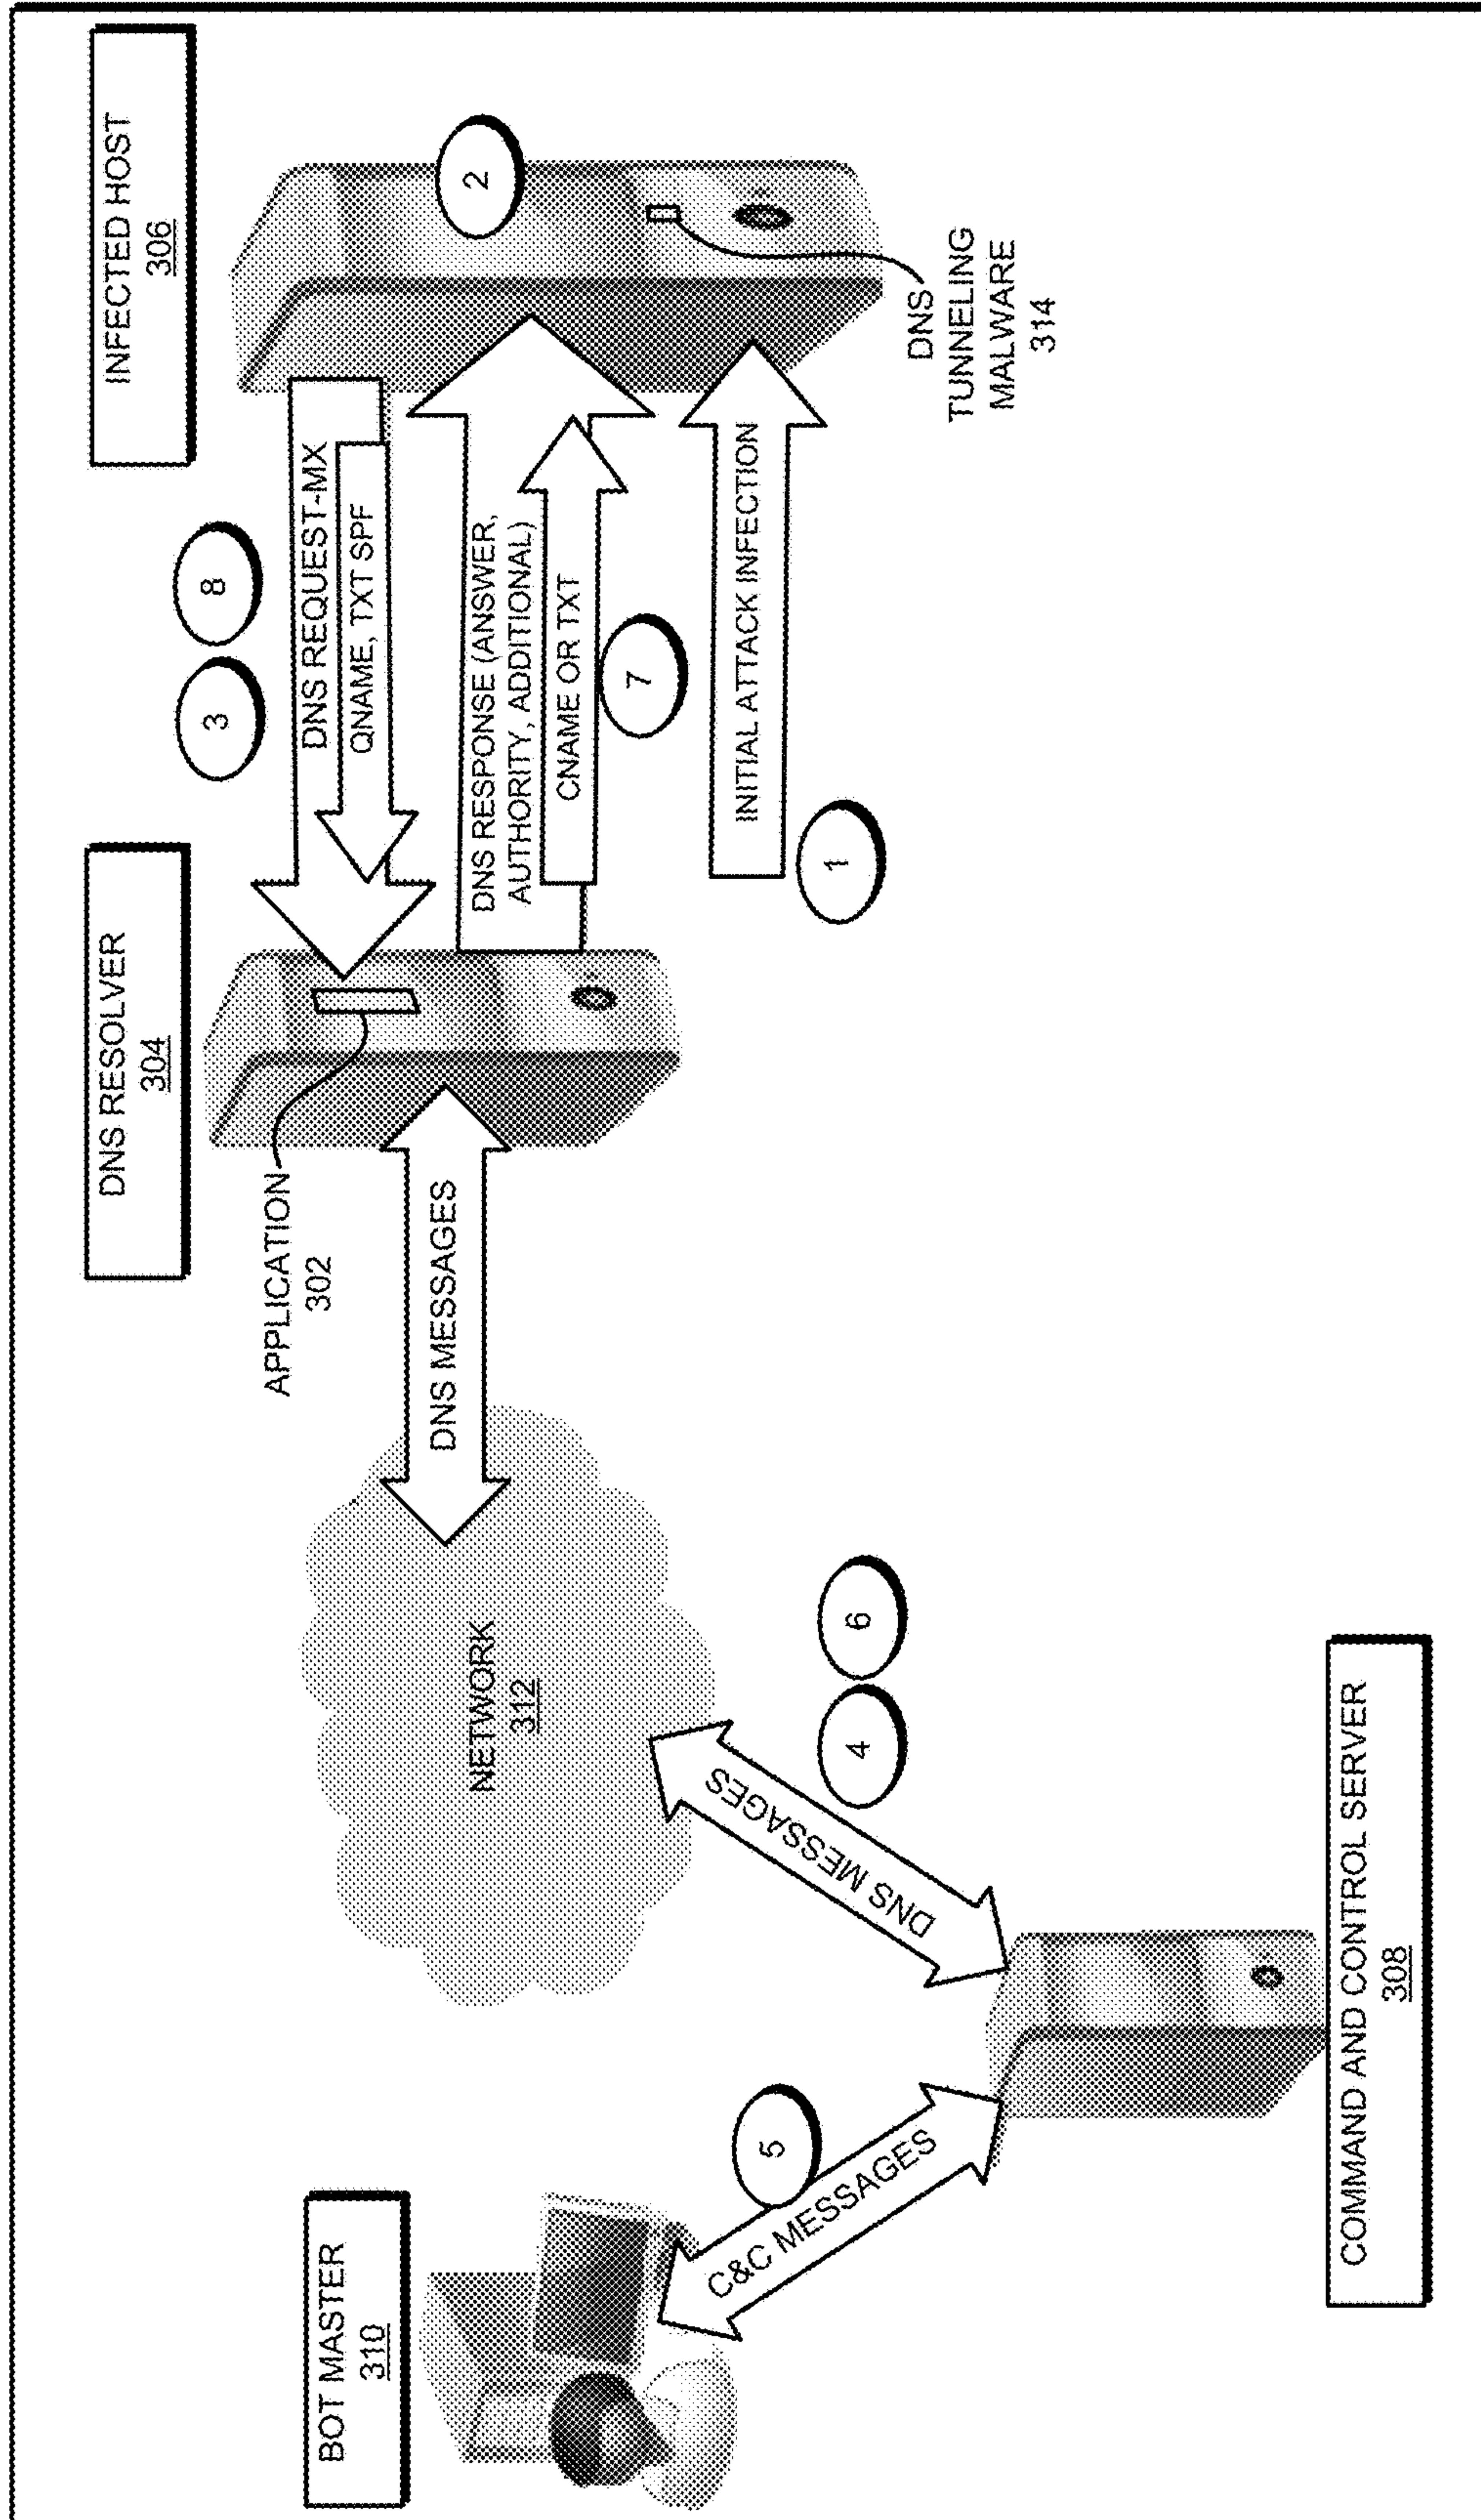 BOT MASTER
310
C&C MESSAGES
5
COMMAND AND CONTROL SERVER
308
DNS MESSAGES
4
6
NETWORK
312
DNS MESSAGES
APPLICATION
302
DNS RESOLVER
304
3
8
DNS REQUEST-MX
QNAME, TXT SPF
DNS RESPONSE (ANSWER,
AUTHORITY, ADDITIONAL)
CNAME OR TXT
7
INITIAL ATTACK INFECTION
1
INFECTED HOST
306
2
DNS
TUNNELING
MALWARE
314